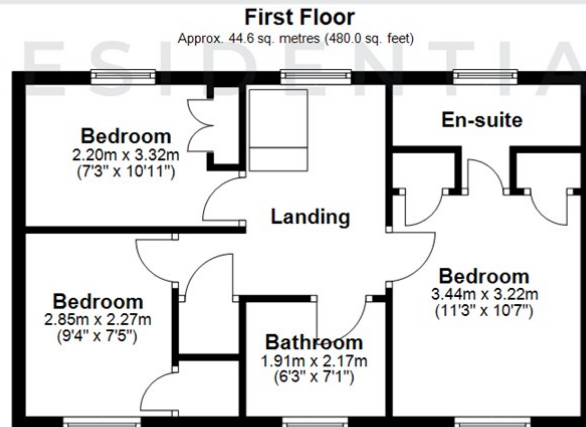 First Floor
Approx. 44.6 sq. metres (480.0 sq. feet)
ESIDENTIA
Bedroom
2.20m x 3.32m
(7'3" x 10'11")
En-suite
Landing
Bedroom
2.85m x 2.27m
(9'4" x 7'5")
Bathroom
1.91m x 2.17m
(6'3" x 7'1")
Bedroom
3.44m x 3.22m
(11'3" x 10'7")